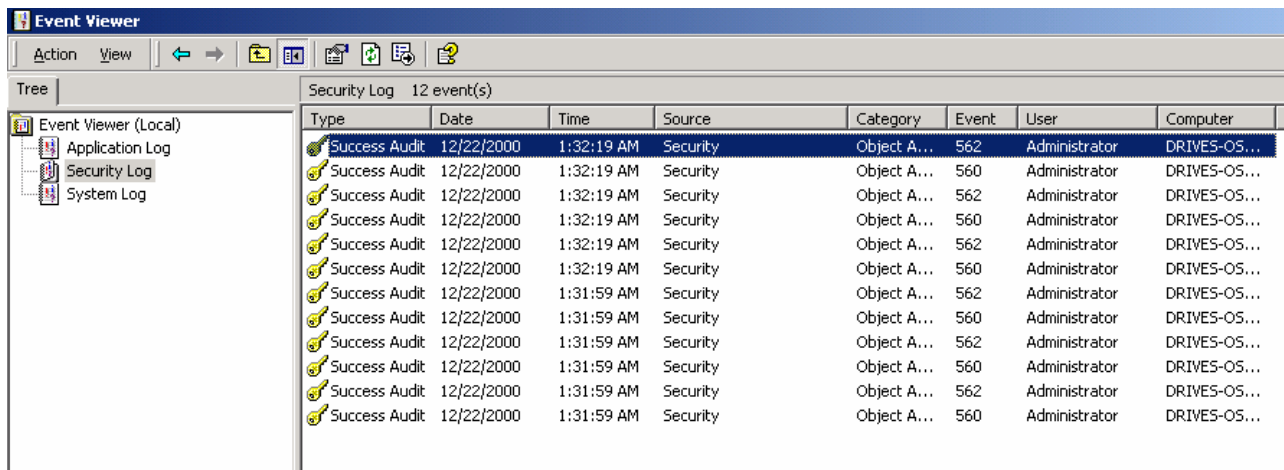 Event Viewer
Action View
Tree
Security Log 12 event(s)
Event Viewer (Local)
Application Log
Security Log
System Log
Type Date Time Source Category Event User Computer
Success Audit 12/22/2000 1:32:19 AM Security Object A... 562 Administrator DRIVES-OS...
Success Audit 12/22/2000 1:32:19 AM Security Object A... 560 Administrator DRIVES-OS...
Success Audit 12/22/2000 1:32:19 AM Security Object A... 562 Administrator DRIVES-OS...
Success Audit 12/22/2000 1:32:19 AM Security Object A... 560 Administrator DRIVES-OS...
Success Audit 12/22/2000 1:32:19 AM Security Object A... 562 Administrator DRIVES-OS...
Success Audit 12/22/2000 1:32:19 AM Security Object A... 560 Administrator DRIVES-OS...
Success Audit 12/22/2000 1:31:59 AM Security Object A... 562 Administrator DRIVES-OS...
Success Audit 12/22/2000 1:31:59 AM Security Object A... 560 Administrator DRIVES-OS...
Success Audit 12/22/2000 1:31:59 AM Security Object A... 562 Administrator DRIVES-OS...
Success Audit 12/22/2000 1:31:59 AM Security Object A... 560 Administrator DRIVES-OS...
Success Audit 12/22/2000 1:31:59 AM Security Object A... 562 Administrator DRIVES-OS...
Success Audit 12/22/2000 1:31:59 AM Security Object A... 560 Administrator DRIVES-OS...